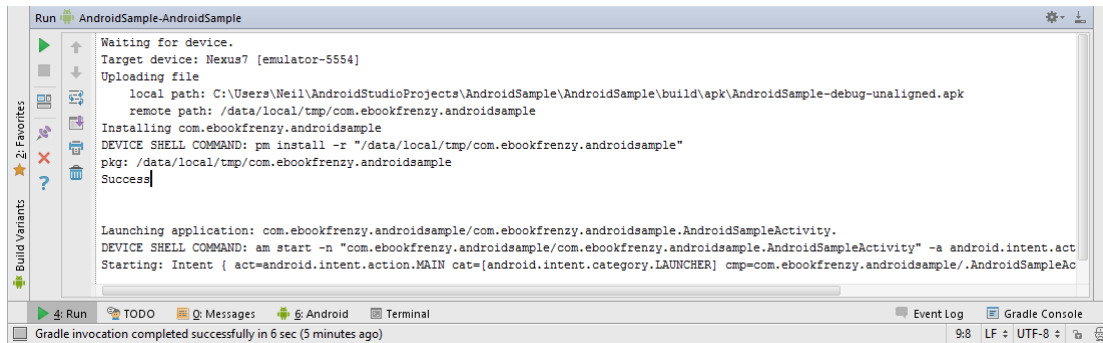 Run AndroidSample-AndroidSample
Waiting for device.
Target device: Nexus7 [emulator-5554]
Uploading file
local path: C:\Users\Neil\AndroidStudioProjects\AndroidSample\AndroidSample\build\apk\AndroidSample-debug-unaligned.apk
remote path: /data/local/tmp/com.ebookfrenzy.androidsample
Installing com.ebookfrenzy.androidsample
DEVICE SHELL COMMAND: pm install -r "/data/local/tmp/com.ebookfrenzy.androidsample"
pkg: /data/local/tmp/com.ebookfrenzy.androidsample
Success
Launching application: com.ebookfrenzy.androidsample/com.ebookfrenzy.androidsample.AndroidSampleActivity.
DEVICE SHELL COMMAND: am start -n "com.ebookfrenzy.androidsample/com.ebookfrenzy.androidsample.AndroidSampleActivity" -a android.intent.act
Starting: Intent { act=android.intent.action.MAIN cat=[android.intent.category.LAUNCHER] cmp=com.ebookfrenzy.androidsample/.AndroidSampleAc
2: Favorites
Build Variants
4: Run TODO 0: Messages 6: Android Terminal Event Log Gradle Console
Gradle invocation completed successfully in 6 sec (5 minutes ago) 9:8 LF UTF-8